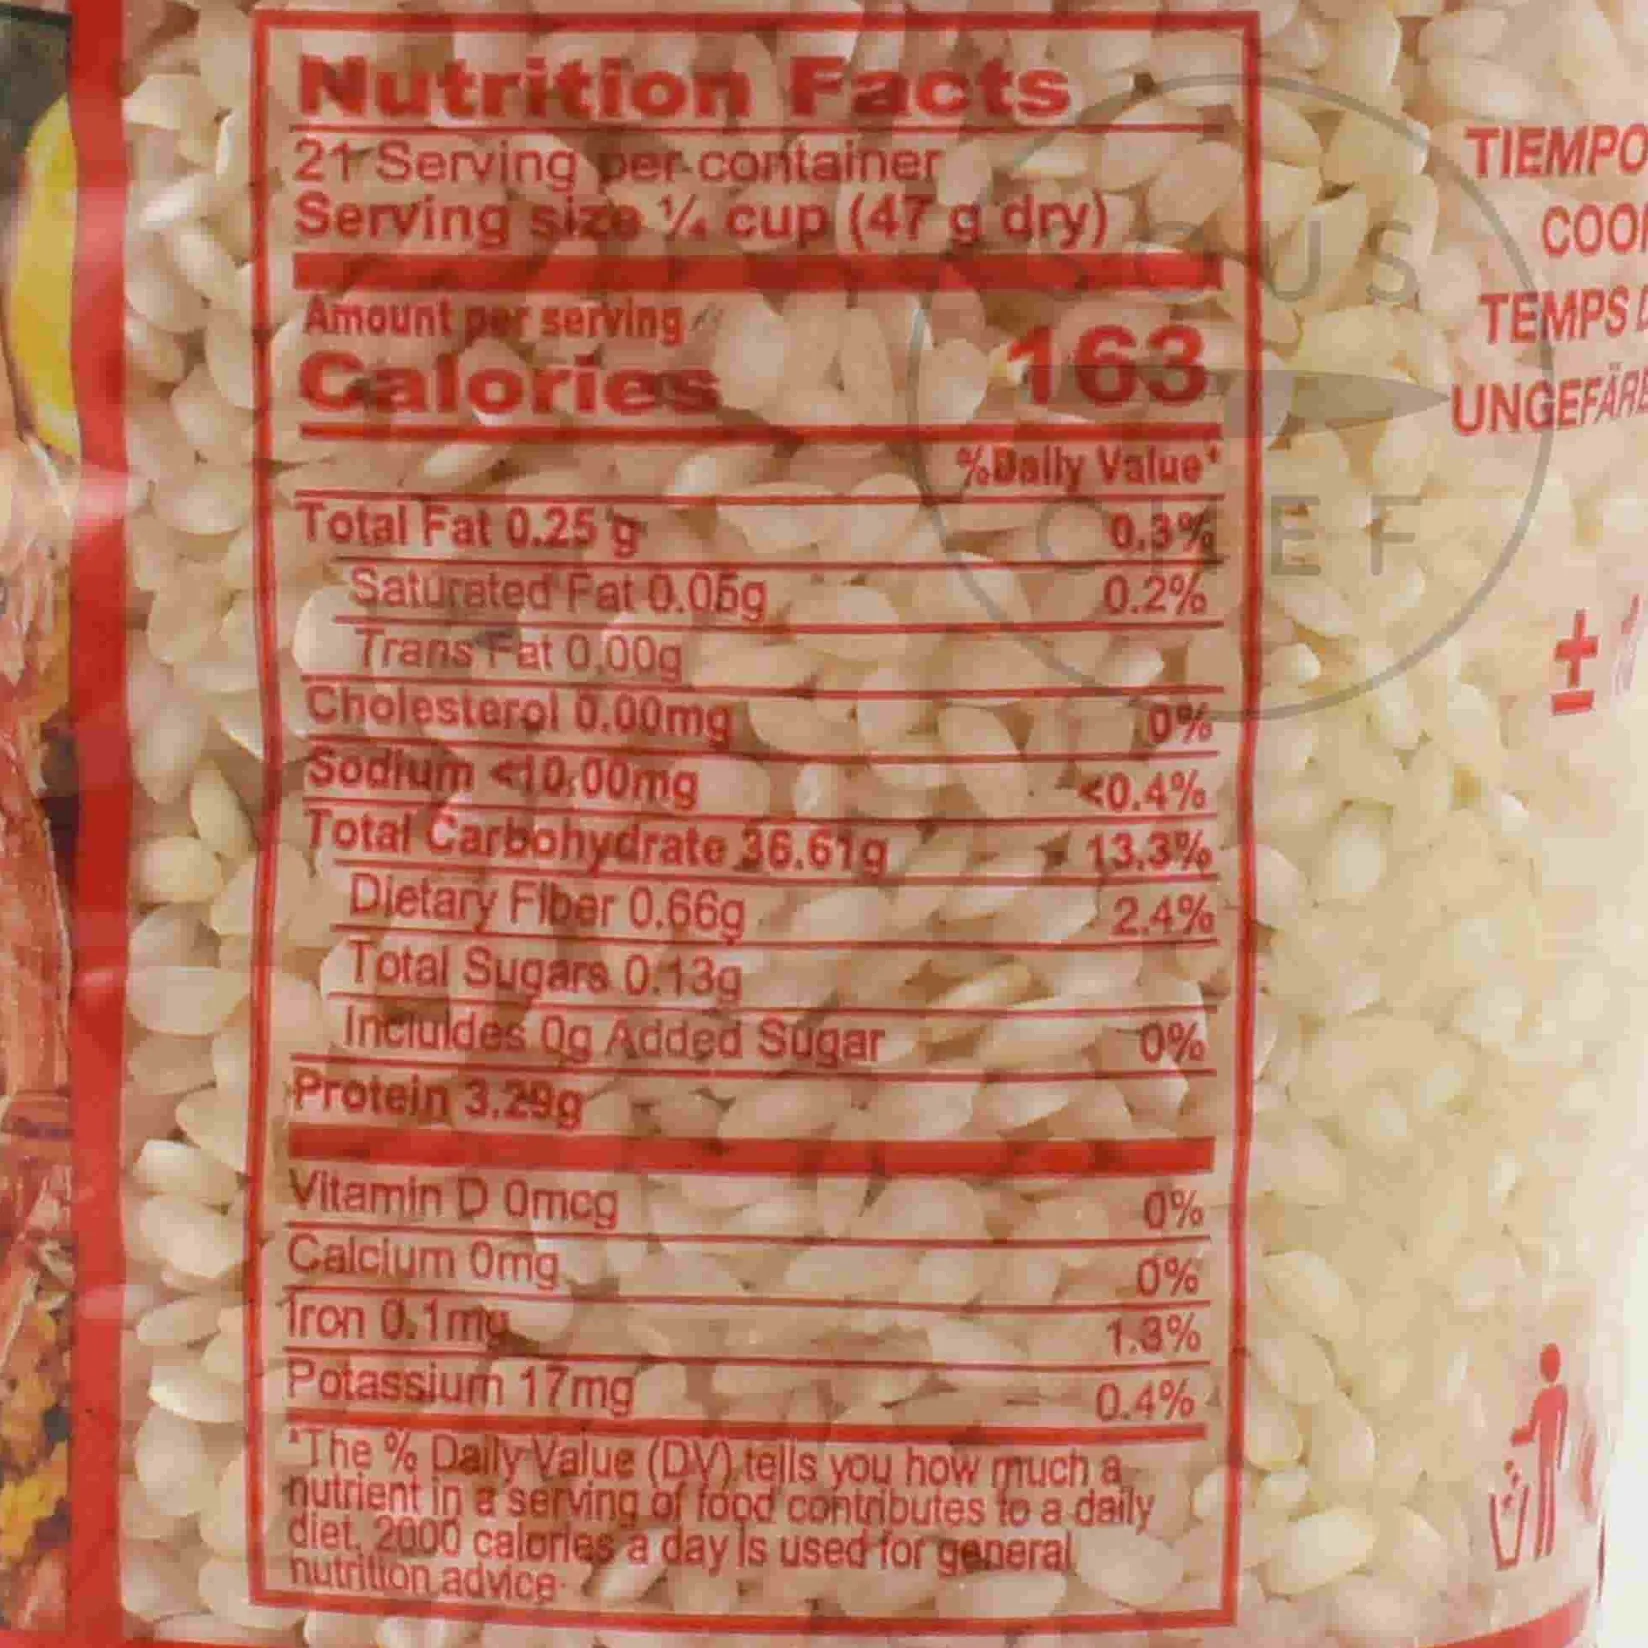 Nutrition Facts
21 Serving per container
Serving size ¼ cup (47 g dry)
Amount per serving
Calories 163
%Daily Value*
Total Fat 0.25 g 0.3%
Saturated Fat 0.05g 0.2%
Trans Fat 0,00g
Cholesterol 0.00mg 0%
Sodium <10,00mg <0.4%
Total Carbohydrate 36.61g 13.3%
Dietary Fiber 0.66g 2.4%
Total Sugars 0.13g
Incluldes 0g Added Sugar 0%
Protein 3.29g
Vitamin D 0mcg 0%
Calcium 0mg 0%
Iron 0.1mg 1.3%
Potassium 17mg 0.4%
*The % Daily Value (DV) tells you how much a
nutrient in a serving of food contributes to a daily
diet. 2000 calories a day is used for general
nutrition advice
TIEMPO
TEMPS
±
SOUS
CHEF